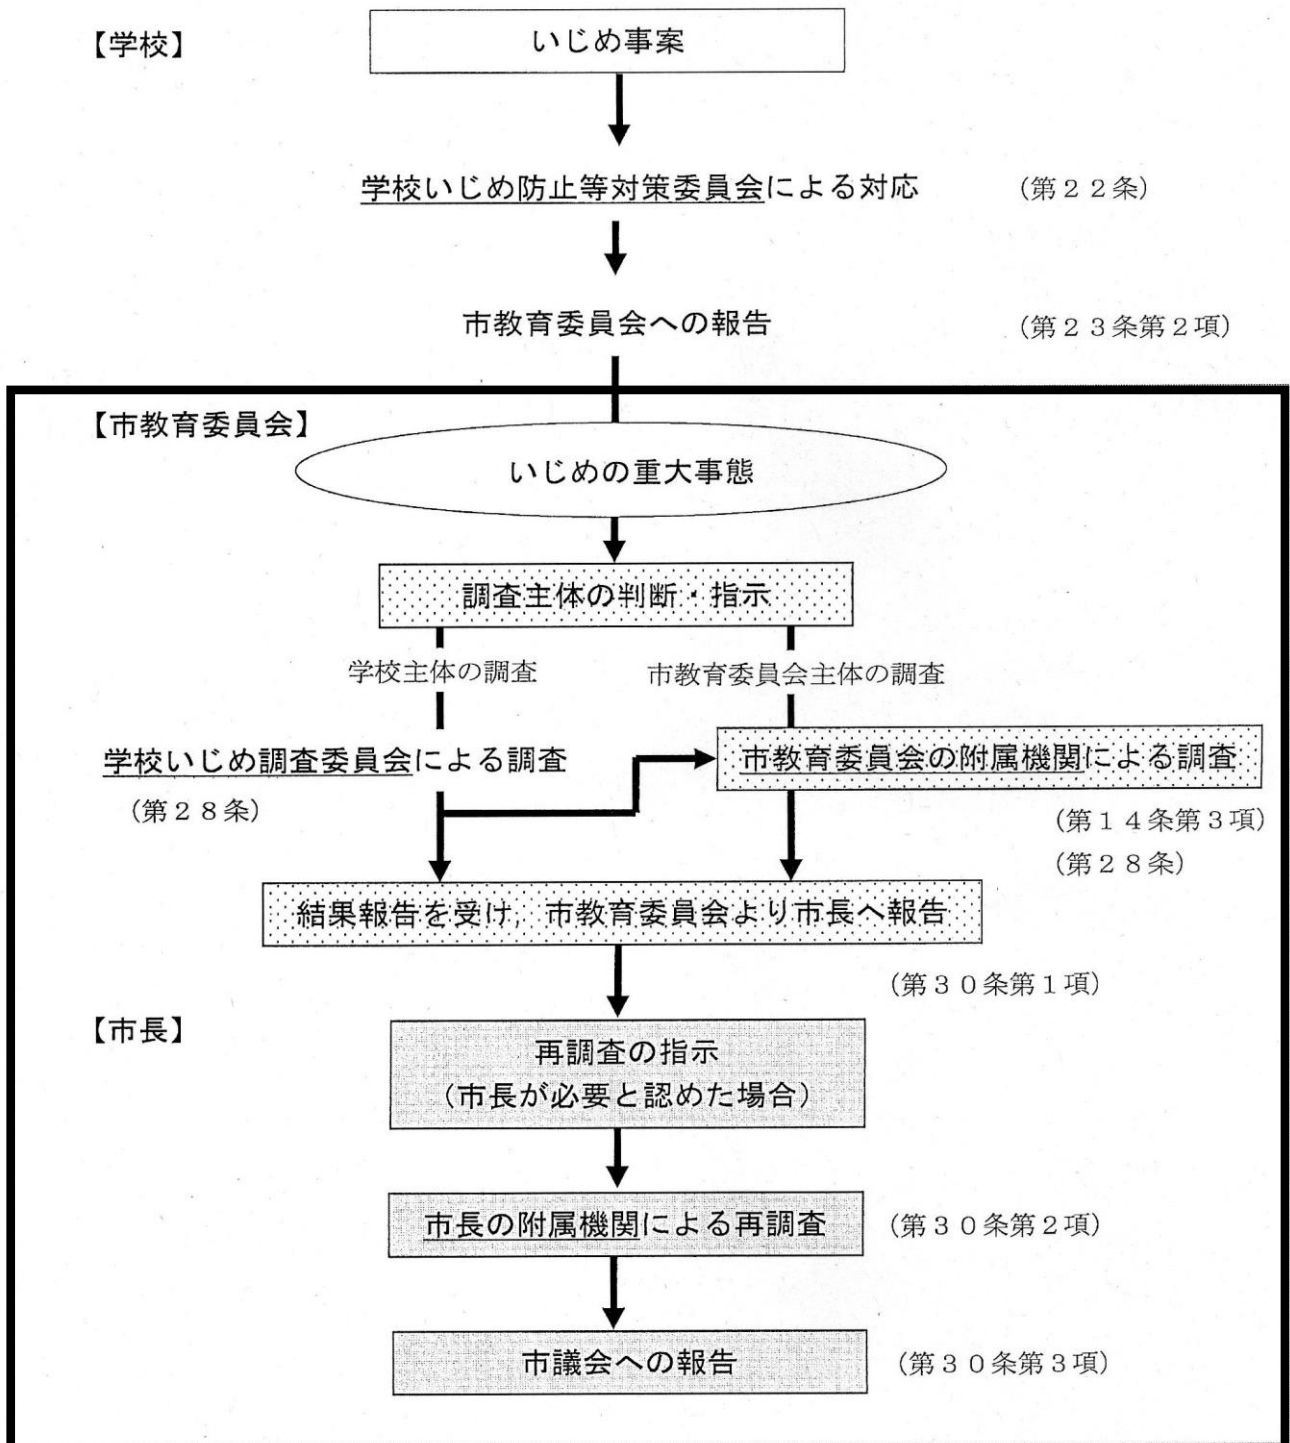 【学校】
いじめ事案
学校いじめ防止等対策委員会による対応
（第２２条）
市教育委員会への報告
（第２３条第２項）
【市教育委員会】
いじめの重大事態
調査主体の判断・指示
学校主体の調査
市教育委員会主体の調査
学校いじめ調査委員会による調査
（第２８条）
市教育委員会の附属機関による調査
（第１４条第３項）
（第２８条）
結果報告を受け，市教育委員会より市長へ報告
（第３０条第１項）
【市長】
再調査の指示
（市長が必要と認めた場合）
市長の附属機関による再調査
（第３０条第２項）
市議会への報告
（第３０条第３項）